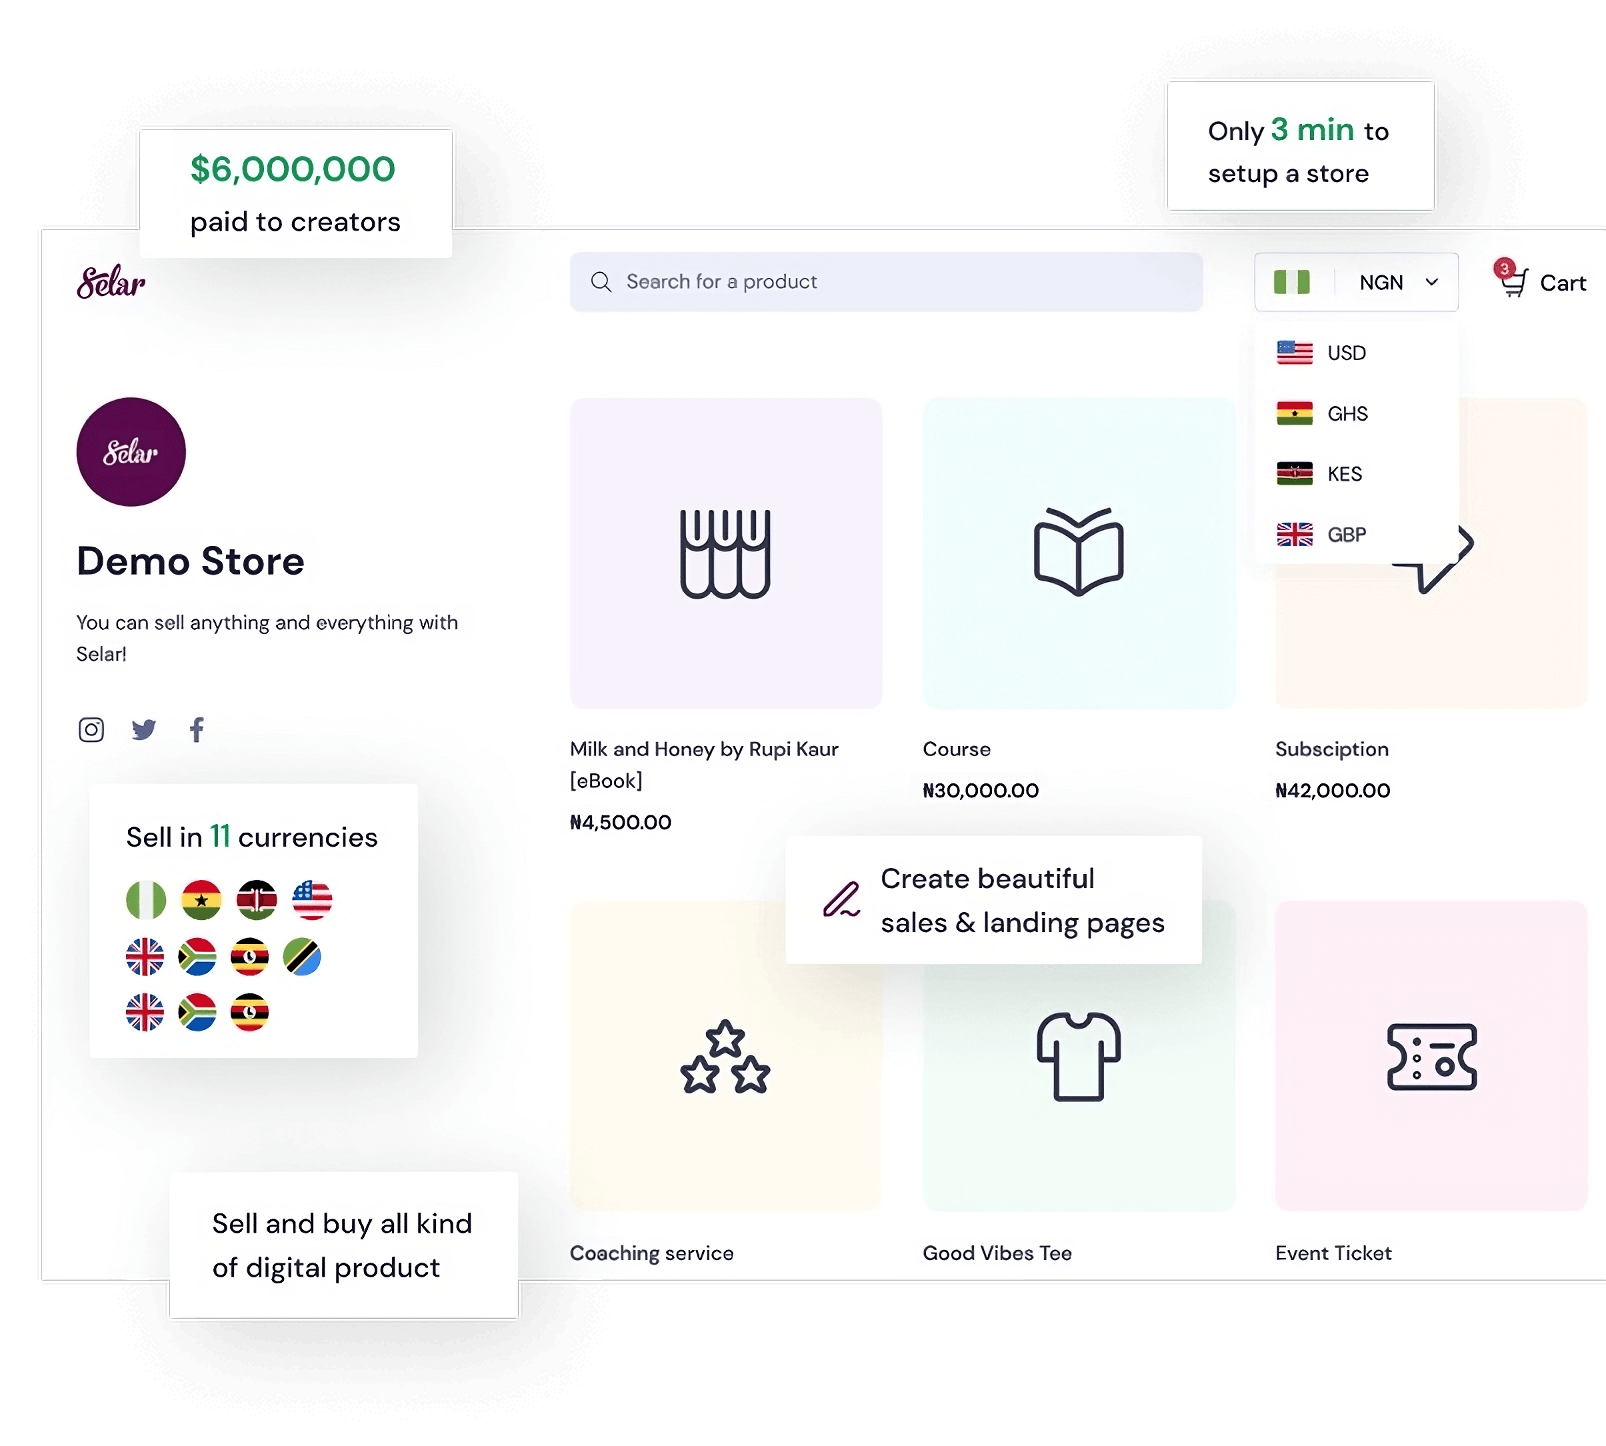 $6,000,000
paid to creators
Only 3 min to
setup a store
Selar
Search for a product
NGN
3
Cart
USD
GHS
KES
GBP
Selar
Demo Store
You can sell anything and everything with
Selar!
Milk and Honey by Rupi Kaur
[eBook]
₦4,500.00
Course
₦30,000.00
Subsciption
₦42,000.00
Sell in 11 currencies
Create beautiful
sales & landing pages
Coaching service
Good Vibes Tee
Event Ticket
Sell and buy all kind
of digital product